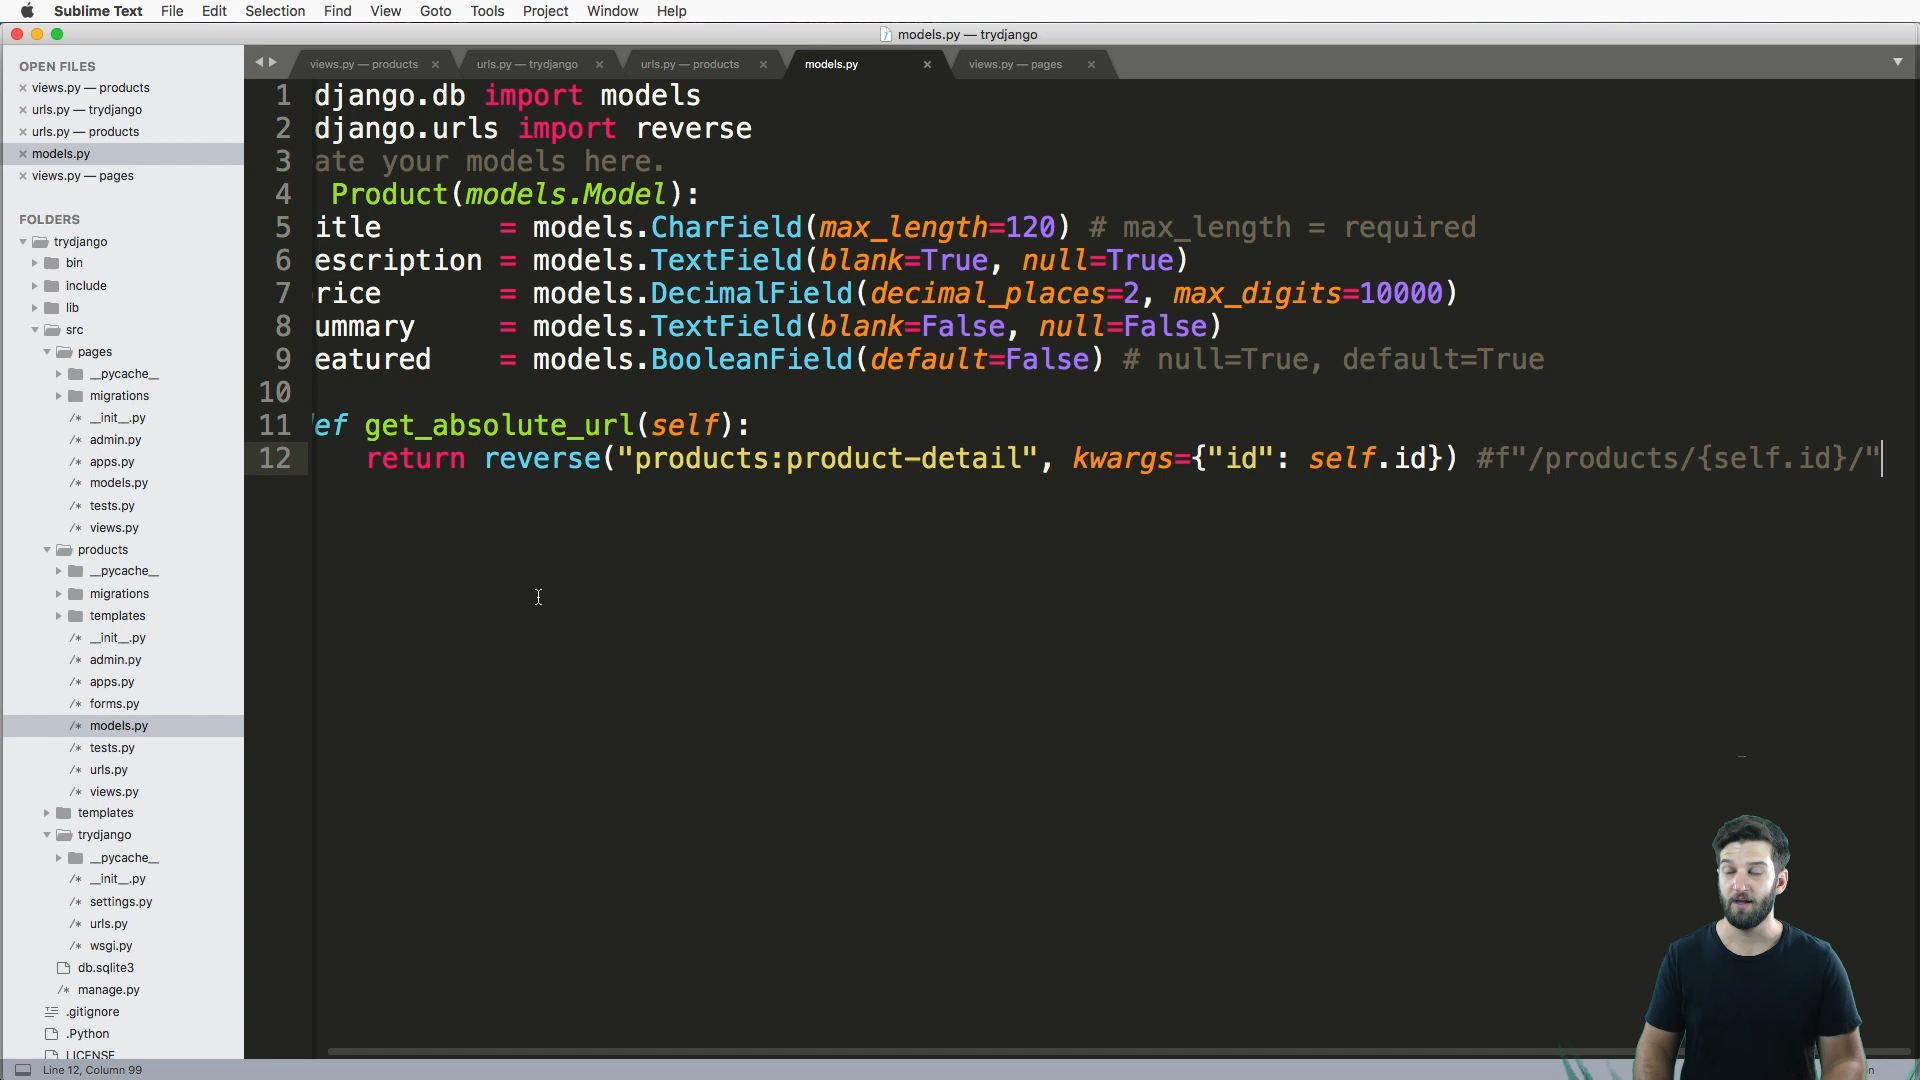 Sublime Text File Edit Selection Find View Goto Tools Project Window Help
models.py — trydjango
OPEN FILES
views.py — products
urls.py — trydjango
urls.py — products
models.py
views.py — pages
FOLDERS
trydjango
bin
include
lib
src
pages
__pycache__
migrations
/* __init__.py
/* admin.py
/* apps.py
/* models.py
/* tests.py
/* views.py
products
__pycache__
migrations
templates
/* __init__.py
/* admin.py
/* apps.py
/* forms.py
/* models.py
/* tests.py
/* urls.py
/* views.py
templates
trydjango
__pycache__
/* __init__.py
/* settings.py
/* urls.py
/* wsgi.py
db.sqlite3
/* manage.py
.gitignore
.Python
LICENSE
views.py — products urls.py — trydjango urls.py — products models.py views.py — pages
1 django.db import models
2 django.urls import reverse
3 ate your models here.
4 Product(models.Model):
5 itle = models.CharField(max_length=120) # max_length = required
6 escription = models.TextField(blank=True, null=True)
7 rice = models.DecimalField(decimal_places=2, max_digits=10000)
8 ummary = models.TextField(blank=False, null=False)
9 eatured = models.BooleanField(default=False) # null=True, default=True
10
11 ef get_absolute_url(self):
12 return reverse("products:product-detail", kwargs={"id": self.id}) #f"/products/{self.id}/"
Line 12, Column 99